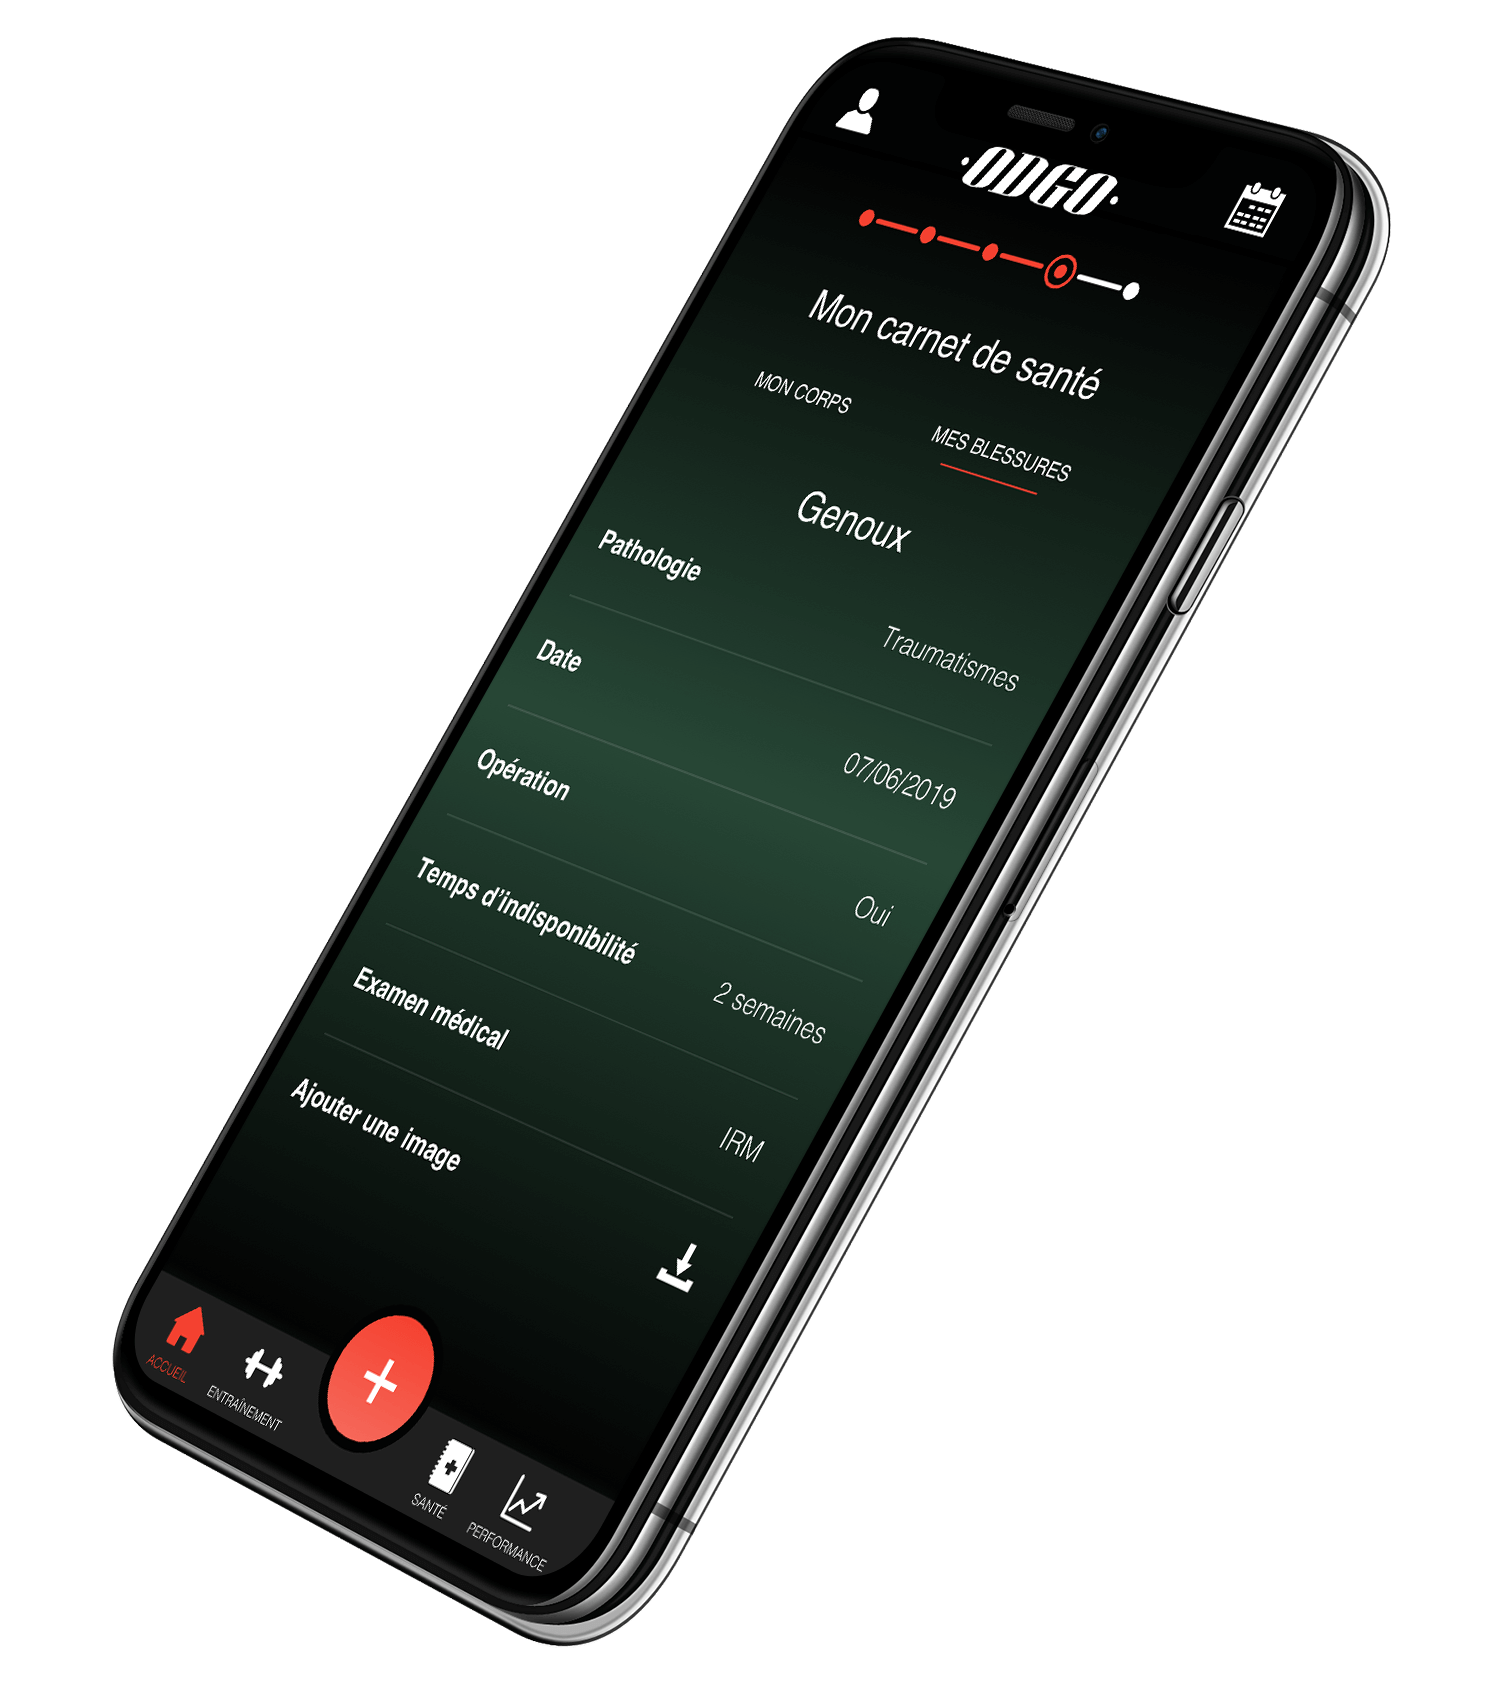 ·ODGO·
Mon carnet de santé
MON CORPS
MES BLESSURES
Genoux
Pathologie
Traumatismes
Date
07/06/2019
Opération
Oui
Temps d'indisponibilité
2 semaines
Examen médical
IRM
Ajouter une image
ACCUEIL
ENTRAÎNEMENT
+
SANTÉ
PERFORMANCE